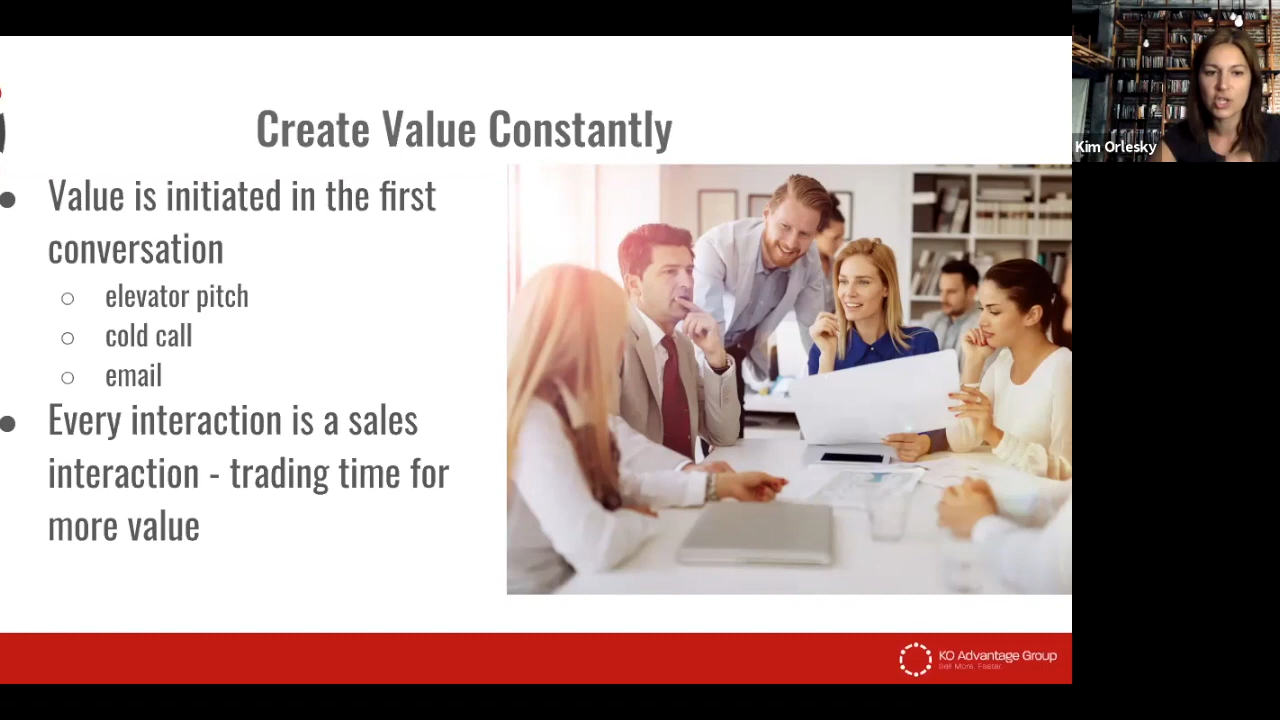 Create Value Constantly
Kim Orlesky
● Value is initiated in the first
conversation
○ elevator pitch
○ cold call
○ email
● Every interaction is a sales
interaction - trading time for
more value
KO Advantage Group
Sell More. Faster.